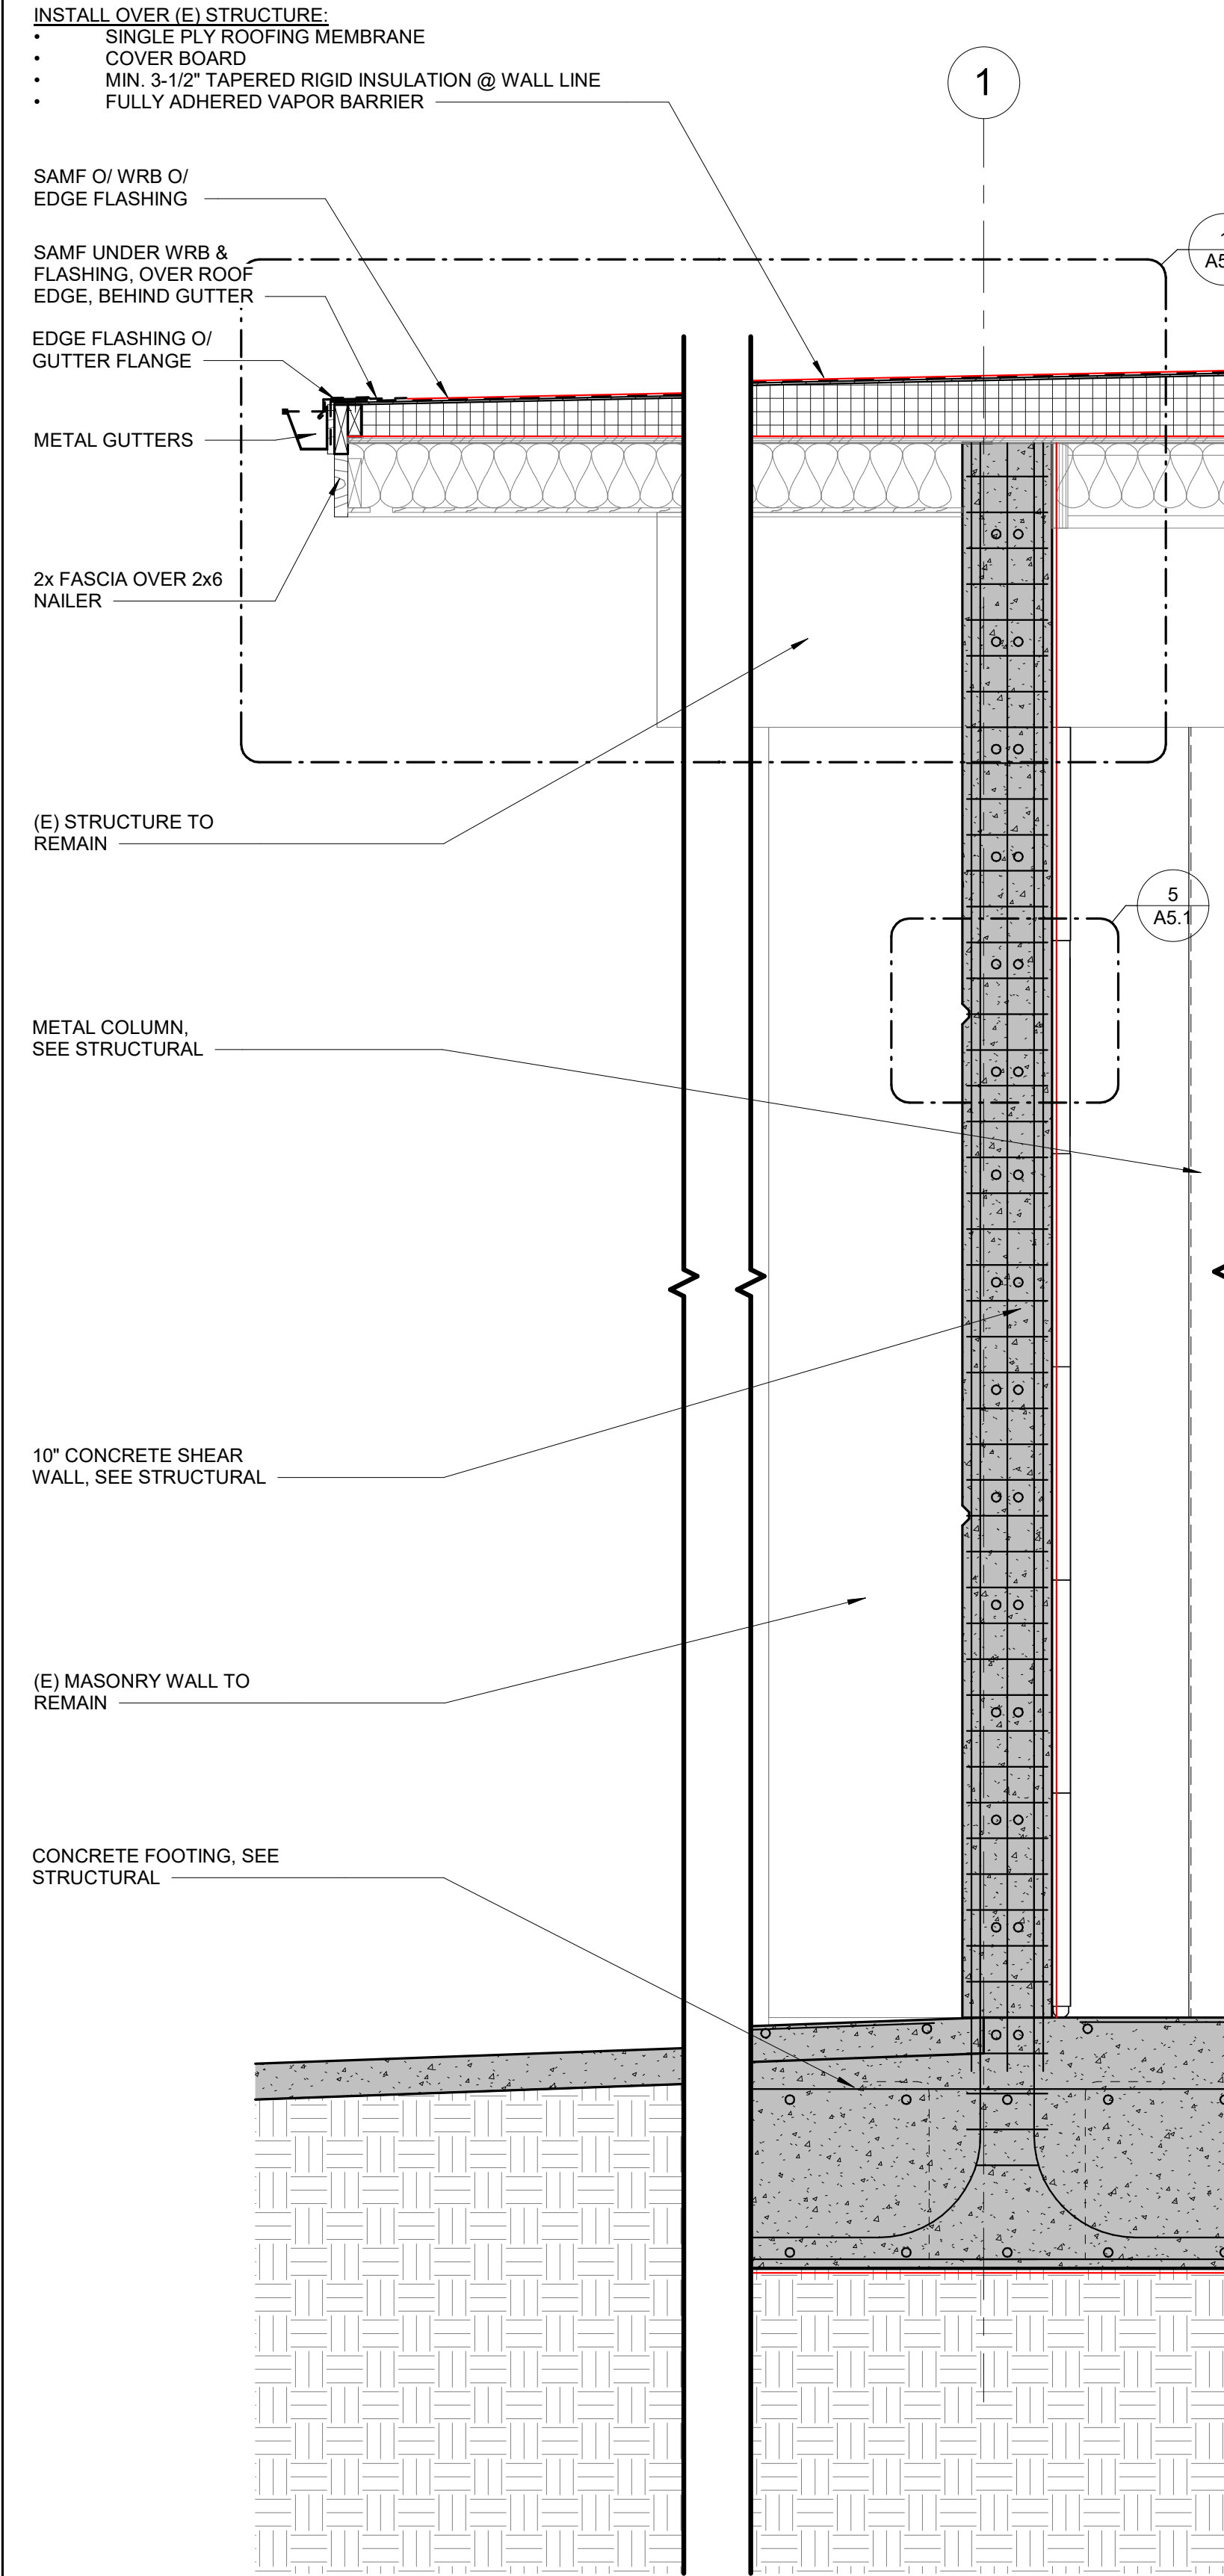 INSTALL OVER (E) STRUCTURE:
• SINGLE PLY ROOFING MEMBRANE
• COVER BOARD
• MIN. 3-1/2" TAPERED RIGID INSULATION @ WALL LINE
• FULLY ADHERED VAPOR BARRIER
1
SAMF O/ WRB O/
EDGE FLASHING
SAMF UNDER WRB &
FLASHING, OVER ROOF
EDGE, BEHIND GUTTER
EDGE FLASHING O/
GUTTER FLANGE
METAL GUTTERS
2x FASCIA OVER 2x6
NAILER
(E) STRUCTURE TO
REMAIN
5
A5.1
METAL COLUMN,
SEE STRUCTURAL
10" CONCRETE SHEAR
WALL, SEE STRUCTURAL
(E) MASONRY WALL TO
REMAIN
CONCRETE FOOTING, SEE
STRUCTURAL